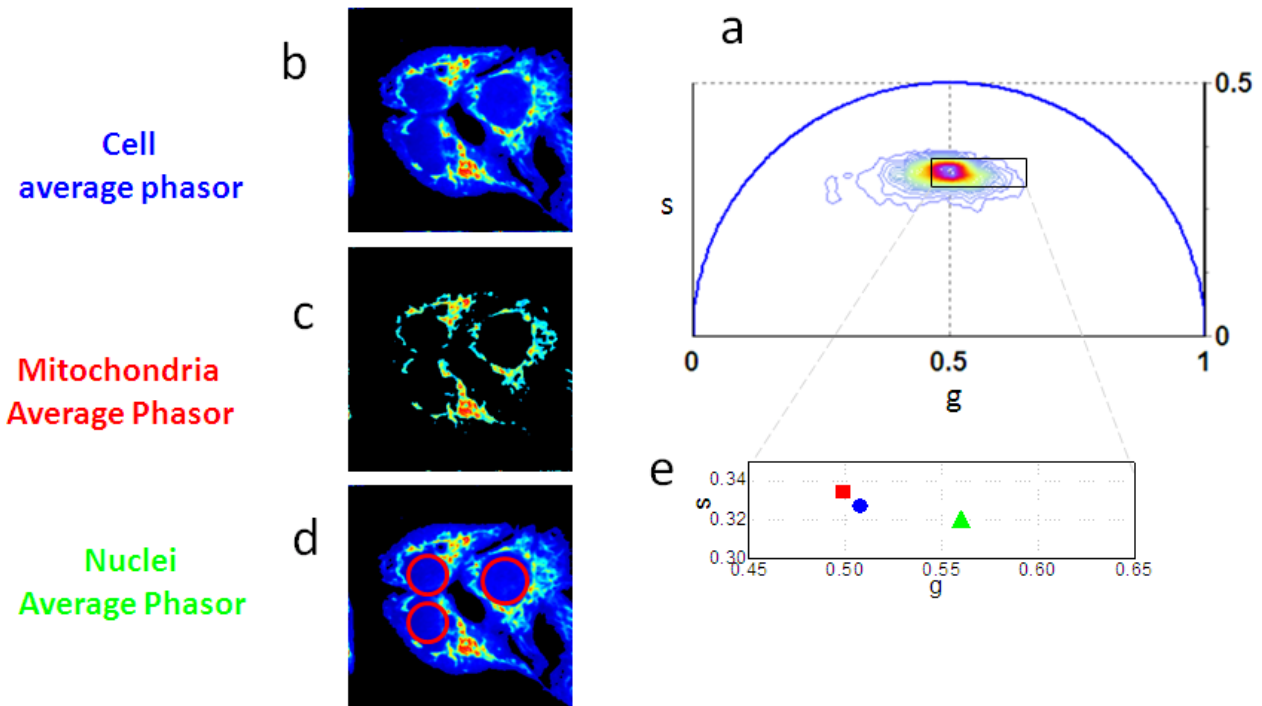 b
Cell
average phasor
c
Mitochondria
Average Phasor
d
Nuclei
Average Phasor
a
0.5
s
0
0
0.5
1
g
e
0.34
s
0.32
0.30
0.45
0.50
0.55
0.60
0.65
g